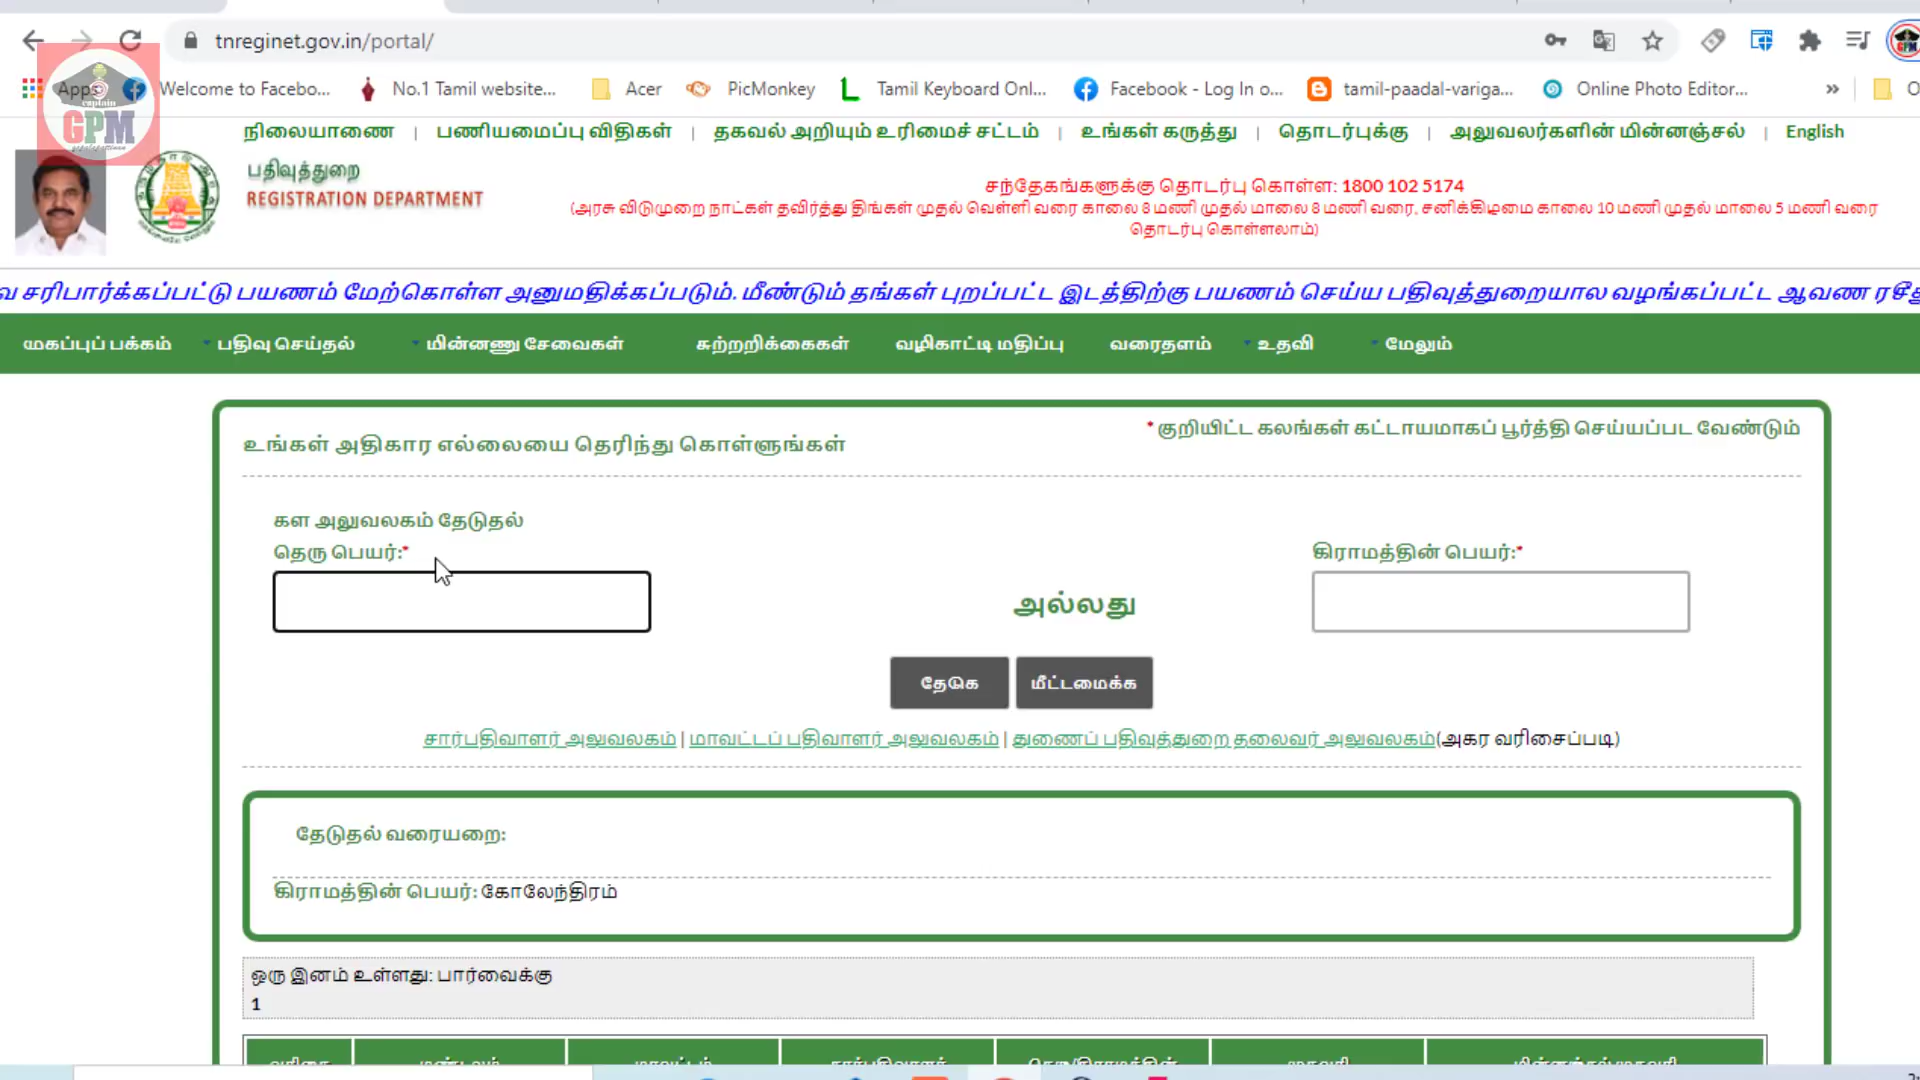 tnreginet.gov.in/portal/
Apps Welcome to Facebo... No.1 Tamil website... Acer PicMonkey Tamil Keyboard Onl... Facebook - Log In o... tamil-paadal-variga... Online Photo Editor... »
captain
GPM
நிலையாணை | பணியமைப்பு விதிகள் | தகவல் அறியும் உரிமைச் சட்டம் | உங்கள் கருத்து | தொடர்புக்கு | அலுவலர்களின் மின்னஞ்சல் | English
பதிவுத்துறை
REGISTRATION DEPARTMENT
சந்தேகங்களுக்கு தொடர்பு கொள்ள: 1800 102 5174
(அரசு விடுமுறை நாட்கள் தவிர்த்து திங்கள் முதல் வெள்ளி வரை காலை 8 மணி முதல் மாலை 8 மணி வரை, சனிக்கிழமை காலை 10 மணி முதல் மாலை 5 மணி வரை
தொடர்பு கொள்ளலாம்)
சரிபார்க்கப்பட்டு பயணம் மேற்கொள்ள அனுமதிக்கப்படும். மீண்டும் தங்கள் புறப்பட்ட இடத்திற்கு பயணம் செய்ய பதிவுத்துறையால வழங்கப்பட்ட ஆவண
முகப்புப் பக்கம் பதிவு செய்தல் மின்னணு சேவைகள் சுற்றறிக்கைகள் வழிகாட்டி மதிப்பு வரைதளம் உதவி மேலும்
* குறியிட்ட கலங்கள் கட்டாயமாகப் பூர்த்தி செய்யப்பட வேண்டும்
உங்கள் அதிகார எல்லையை தெரிந்து கொள்ளுங்கள்
கள அலுவலகம் தேடுதல்
தெரு பெயர்:* கிராமத்தின் பெயர்:*
அல்லது
தேடுக மீட்டமைக்க
சார்பதிவாளர் அலுவலகம் | மாவட்டப் பதிவாளர் அலுவலகம் | துணைப் பதிவுத்துறை தலைவர் அலுவலகம்(அகர வரிசைப்படி)
தேடுதல் வரையறை:
கிராமத்தின் பெயர்: கோலேந்திரம்
ஒரு இனம் உள்ளது: பார்வைக்கு
1